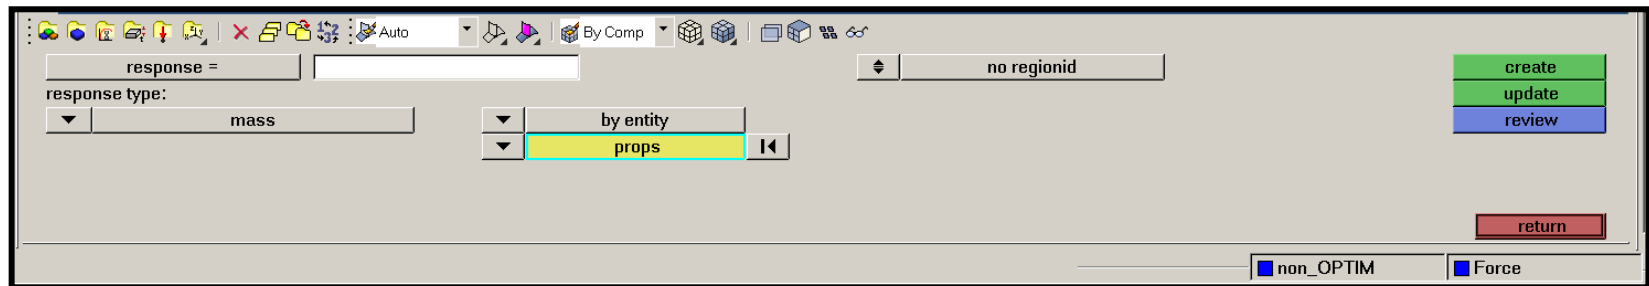 Auto By Comp
response = no regionid create
response type: update
mass by entity review
props
return
non_OPTIM Force